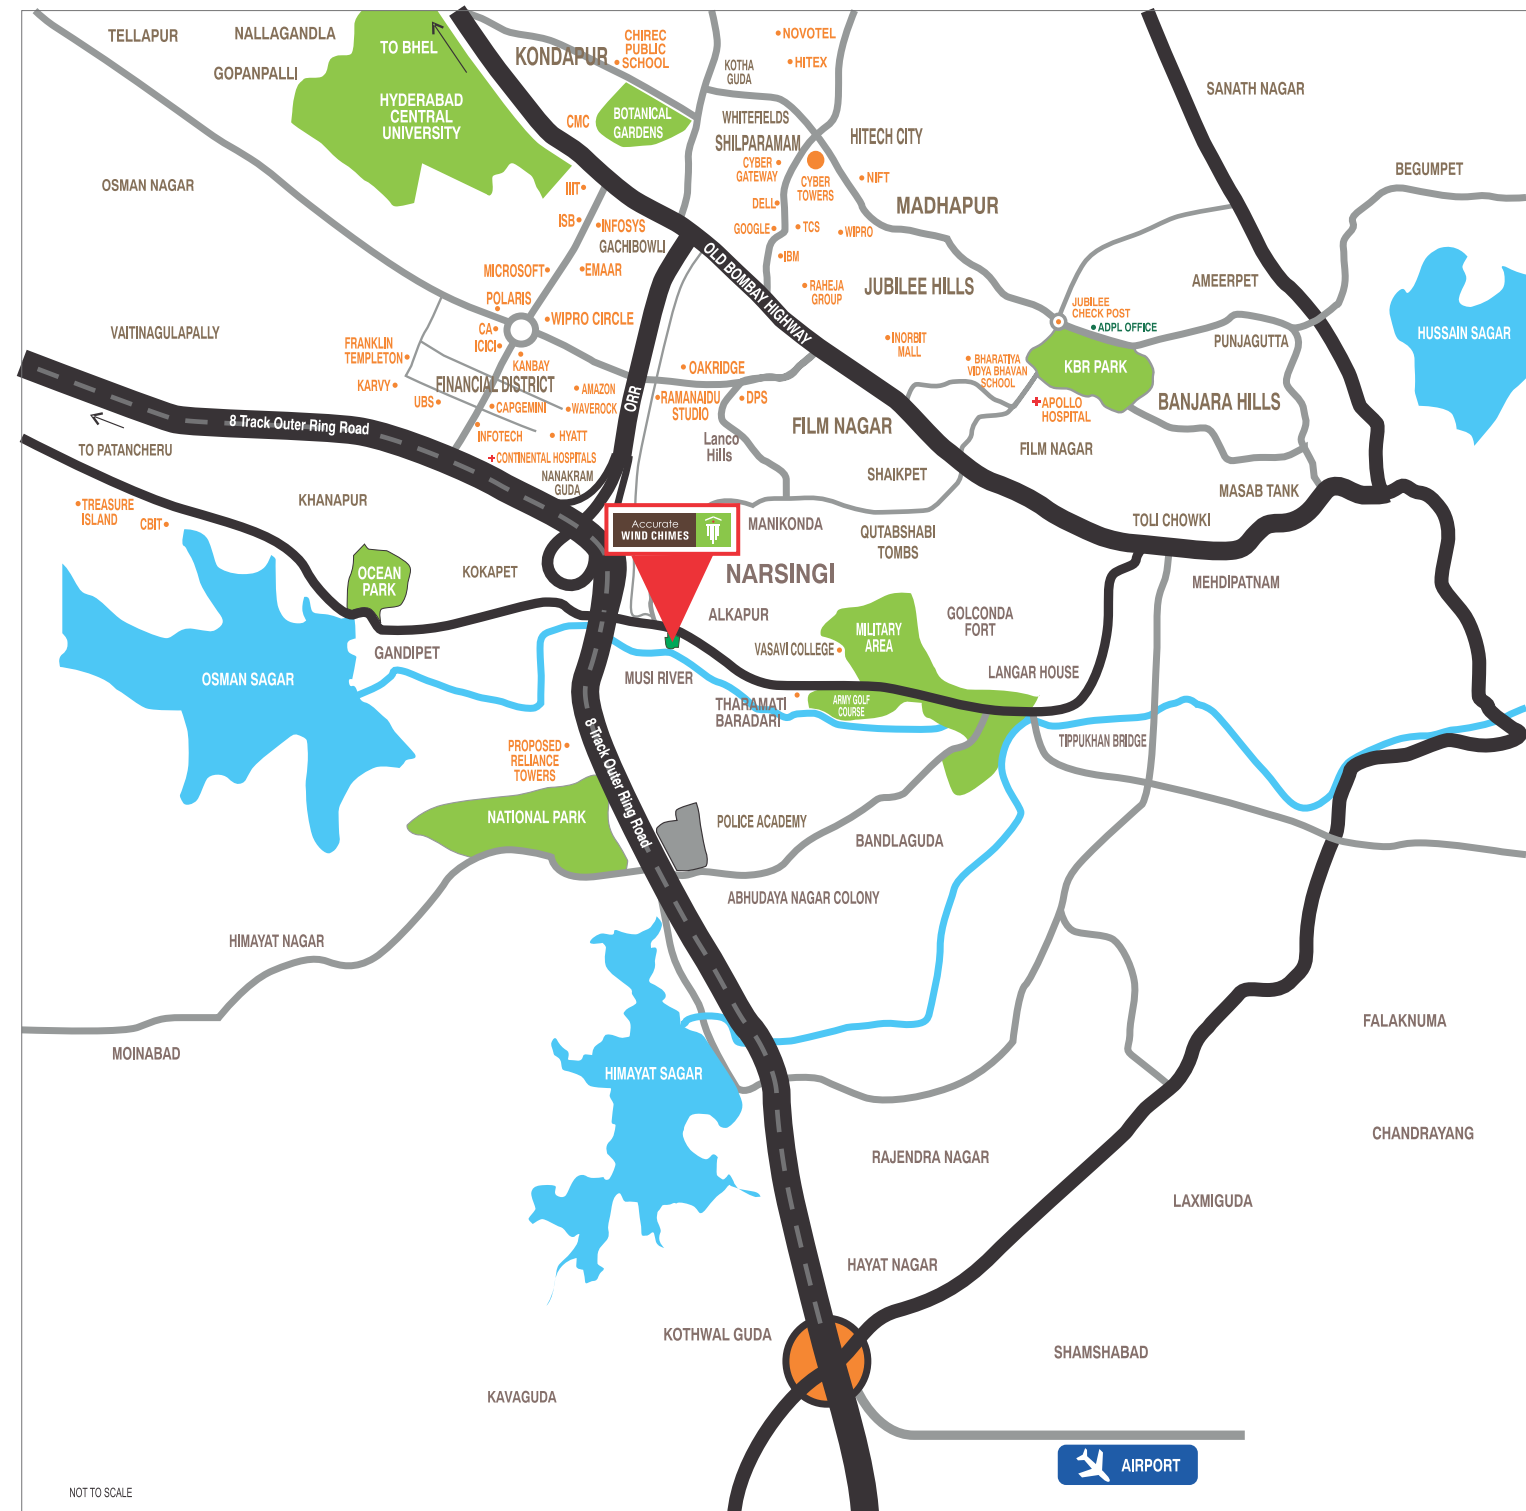 TELLAPUR
NALLAGANDLA
GOPANPALLI
TO BHEL
HYDERABAD
CENTRAL
UNIVERSITY
KONDAPUR
CHIREC
PUBLIC
SCHOOL
BOTANICAL
GARDENS
CMC
KOTHA
GUDA
NOVOTEL
HITEX
WHITEFIELDS
SHILPARAMAM
HITECH CITY
CYBER
GATEWAY
CYBER
TOWERS
NIFT
DELL
GOOGLE
TCS
WIPRO
IBM
RAHEJA
GROUP
MADHAPUR
SANATH NAGAR
BEGUMPET
OSMAN NAGAR
IIIT
ISB
INFOSYS
GACHIBOWLI
MICROSOFT
EMAAR
POLARIS
CA
ICICI
WIPRO CIRCLE
KANBAY
OLD BOMBAY HIGHWAY
JUBILEE HILLS
AMEERPET
JUBILEE
CHECK POST
ADPL OFFICE
PUNJAGUTTA
HUSSAIN SAGAR
VAITINAGULAPALLY
FRANKLIN
TEMPLETON
KARVY
UBS
FINANCIAL DISTRICT
AMAZON
CAPGEMINI
WAVEROCK
INFOTECH
HYATT
CONTINENTAL HOSPITALS
NANAKRAM
GUDA
ORR
OAKRIDGE
RAMANAIDU
STUDIO
DPS
Lanco
Hills
INORBIT
MALL
BHARATIYA
VIDYA BHAVAN
SCHOOL
KBR PARK
APOLLO
HOSPITAL
BANJARA HILLS
FILM NAGAR
FILM NAGAR
SHAIKPET
MASAB TANK
TOLI CHOWKI
8 Track Outer Ring Road
TO PATANCHERU
TREASURE
ISLAND
CBIT
KHANAPUR
OCEAN
PARK
KOKAPET
Accurate
WIND CHIMES
MANIKONDA
QUTABSHABI
TOMBS
NARSINGI
ALKAPUR
GOLCONDA
FORT
MEHDIPATNAM
MILITARY
AREA
VASAVI COLLEGE
LANGAR HOUSE
GANDIPET
OSMAN SAGAR
MUSI RIVER
THARAMATI
BARADARI
ARMY GOLF
COURSE
TIPPUKHAN BRIDGE
PROPOSED
RELIANCE
TOWERS
8 Track Outer Ring Road
NATIONAL PARK
POLICE ACADEMY
BANDLAGUDA
ABHUDAYA NAGAR COLONY
HIMAYAT NAGAR
MOINABAD
HIMAYAT SAGAR
FALAKNUMA
CHANDRAYANG
RAJENDRA NAGAR
LAXMIGUDA
HAYAT NAGAR
KOTHWAL GUDA
SHAMSHABAD
KAVAGUDA
AIRPORT
NOT TO SCALE